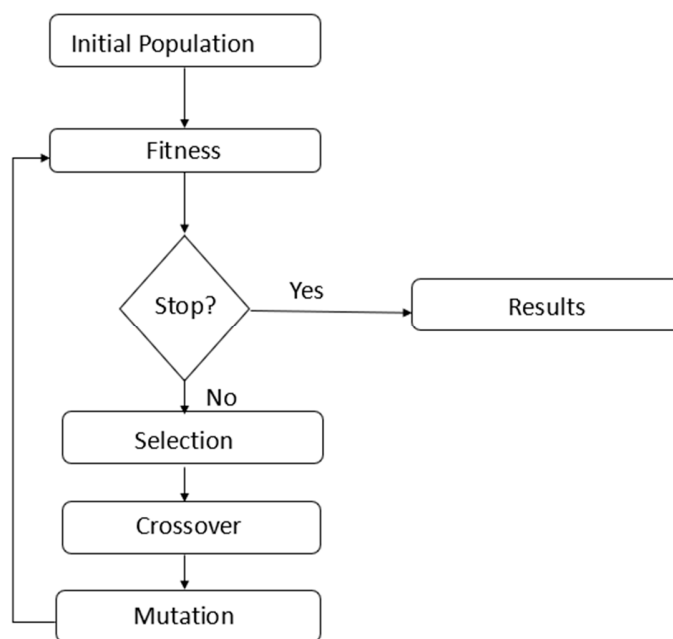 Initial Population
Fitness
Stop?
Yes
Results
No
Selection
Crossover
Mutation